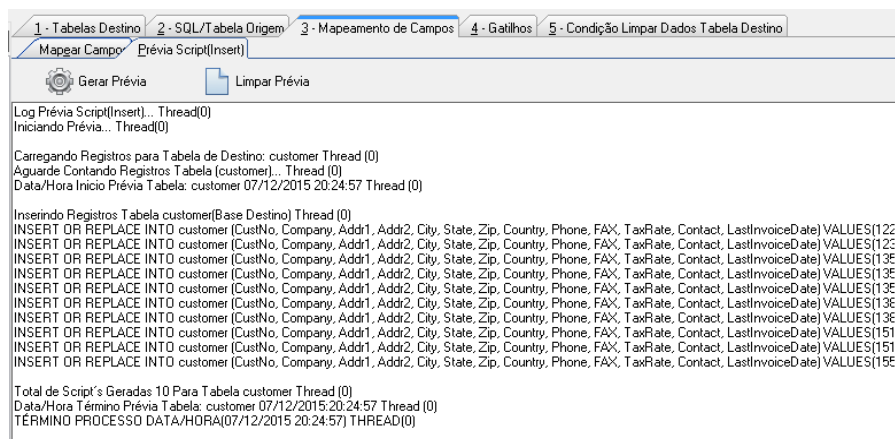 1 - Tabelas Destino 2 - SQL/Tabela Origem 3 - Mapeamento de Campos 4 - Gatilhos 5 - Condição Limpar Dados Tabela Destino
Mapear Campo Prévia Script(Insert)
Gerar Prévia Limpar Prévia
Log Prévia Script(Insert)... Thread(0)
Iniciando Prévia... Thread(0)
Carregando Registros para Tabela de Destino: customer Thread (0)
Aguarde Contando Registros Tabela (customer)... Thread (0)
Data/Hora Inicio Prévia Tabela: customer 07/12/2015 20:24:57 Thread (0)
Inserindo Registros Tabela customer(Base Destino) Thread (0)
INSERT OR REPLACE INTO customer (CustNo, Company, Addr1, Addr2, City, State, Zip, Country, Phone, FAX, TaxRate, Contact, LastInvoiceDate) VALUES(122
INSERT OR REPLACE INTO customer (CustNo, Company, Addr1, Addr2, City, State, Zip, Country, Phone, FAX, TaxRate, Contact, LastInvoiceDate) VALUES(123
INSERT OR REPLACE INTO customer (CustNo, Company, Addr1, Addr2, City, State, Zip, Country, Phone, FAX, TaxRate, Contact, LastInvoiceDate) VALUES(135
INSERT OR REPLACE INTO customer (CustNo, Company, Addr1, Addr2, City, State, Zip, Country, Phone, FAX, TaxRate, Contact, LastInvoiceDate) VALUES(135
INSERT OR REPLACE INTO customer (CustNo, Company, Addr1, Addr2, City, State, Zip, Country, Phone, FAX, TaxRate, Contact, LastInvoiceDate) VALUES(135
INSERT OR REPLACE INTO customer (CustNo, Company, Addr1, Addr2, City, State, Zip, Country, Phone, FAX, TaxRate, Contact, LastInvoiceDate) VALUES(138
INSERT OR REPLACE INTO customer (CustNo, Company, Addr1, Addr2, City, State, Zip, Country, Phone, FAX, TaxRate, Contact, LastInvoiceDate) VALUES(138
INSERT OR REPLACE INTO customer (CustNo, Company, Addr1, Addr2, City, State, Zip, Country, Phone, FAX, TaxRate, Contact, LastInvoiceDate) VALUES(151
INSERT OR REPLACE INTO customer (CustNo, Company, Addr1, Addr2, City, State, Zip, Country, Phone, FAX, TaxRate, Contact, LastInvoiceDate) VALUES(151
INSERT OR REPLACE INTO customer (CustNo, Company, Addr1, Addr2, City, State, Zip, Country, Phone, FAX, TaxRate, Contact, LastInvoiceDate) VALUES(155
Total de Script´s Geradas 10 Para Tabela customer Thread (0)
Data/Hora Término Prévia Tabela: customer 07/12/2015:20:24:57 Thread (0)
TÉRMINO PROCESSO DATA/HORA(07/12/2015 20:24:57) THREAD(0)